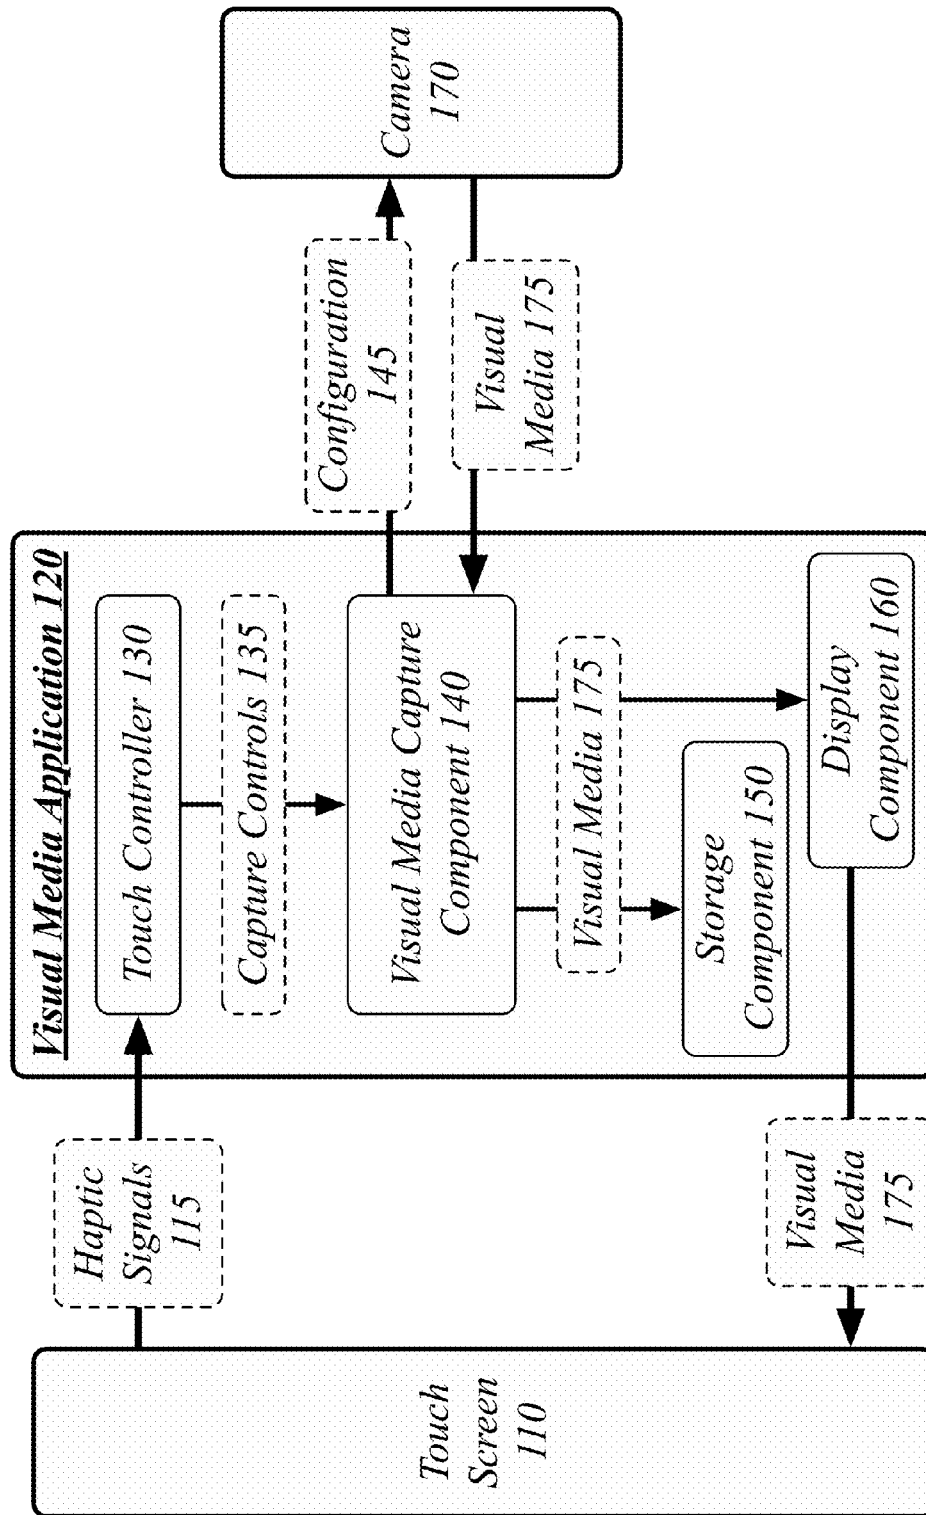 Visual Media Application 120
Touch
Screen
110
Haptic
Signals
115
Touch Controller 130
Capture Controls 135
Visual Media Capture
Component 140
Configuration
145
Camera
170
Visual
Media 175
Visual Media 175
Storage
Component 150
Display
Component 160
Visual
Media
175